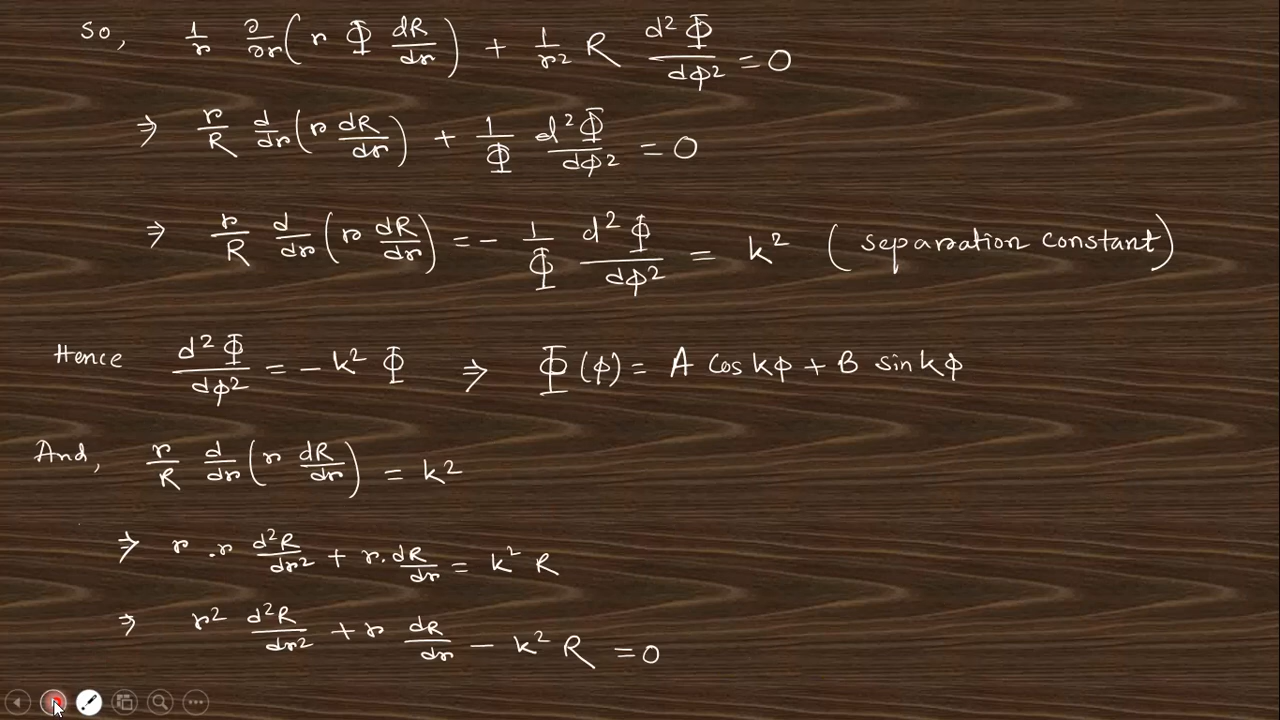 So, 1/r ∂/∂r (r Φ dR/dr) + 1/r² R d²Φ/dϕ² = 0
⇒ r/R d/dr (r dR/dr) + 1/Φ d²Φ/dϕ² = 0
⇒ r/R d/dr (r dR/dr) = - 1/Φ d²Φ/dϕ² = k² (separation constant)
Hence d²Φ/dϕ² = - k² Φ ⇒ Φ(ϕ) = A cos kϕ + B sin kϕ
And, r/R d/dr (r dR/dr) = k²
⇒ r . r d²R/dr² + r. dR/dr = k² R
⇒ r² d²R/dr² + r dR/dr - k² R = 0